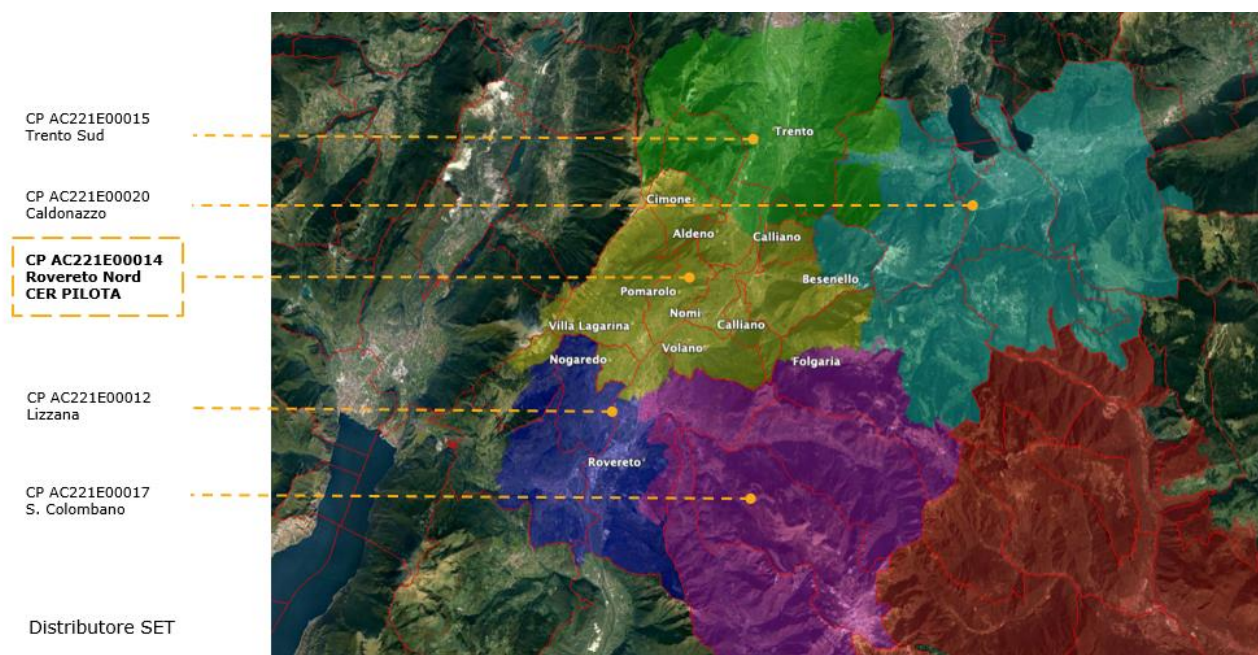 CP AC221E00015
Trento Sud
CP AC221E00020
Caldonazzo
CP AC221E00014
Rovereto Nord
CER PILOTA
CP AC221E00012
Lizzana
CP AC221E00017
S. Colombano
Distributore SET
Trento
Cimone
Aldeno
Calliano
Besenello
Pomarolo
Nomi
Villa Lagarina
Calliano
Volano
Nogaredo
Folgaria
Rovereto